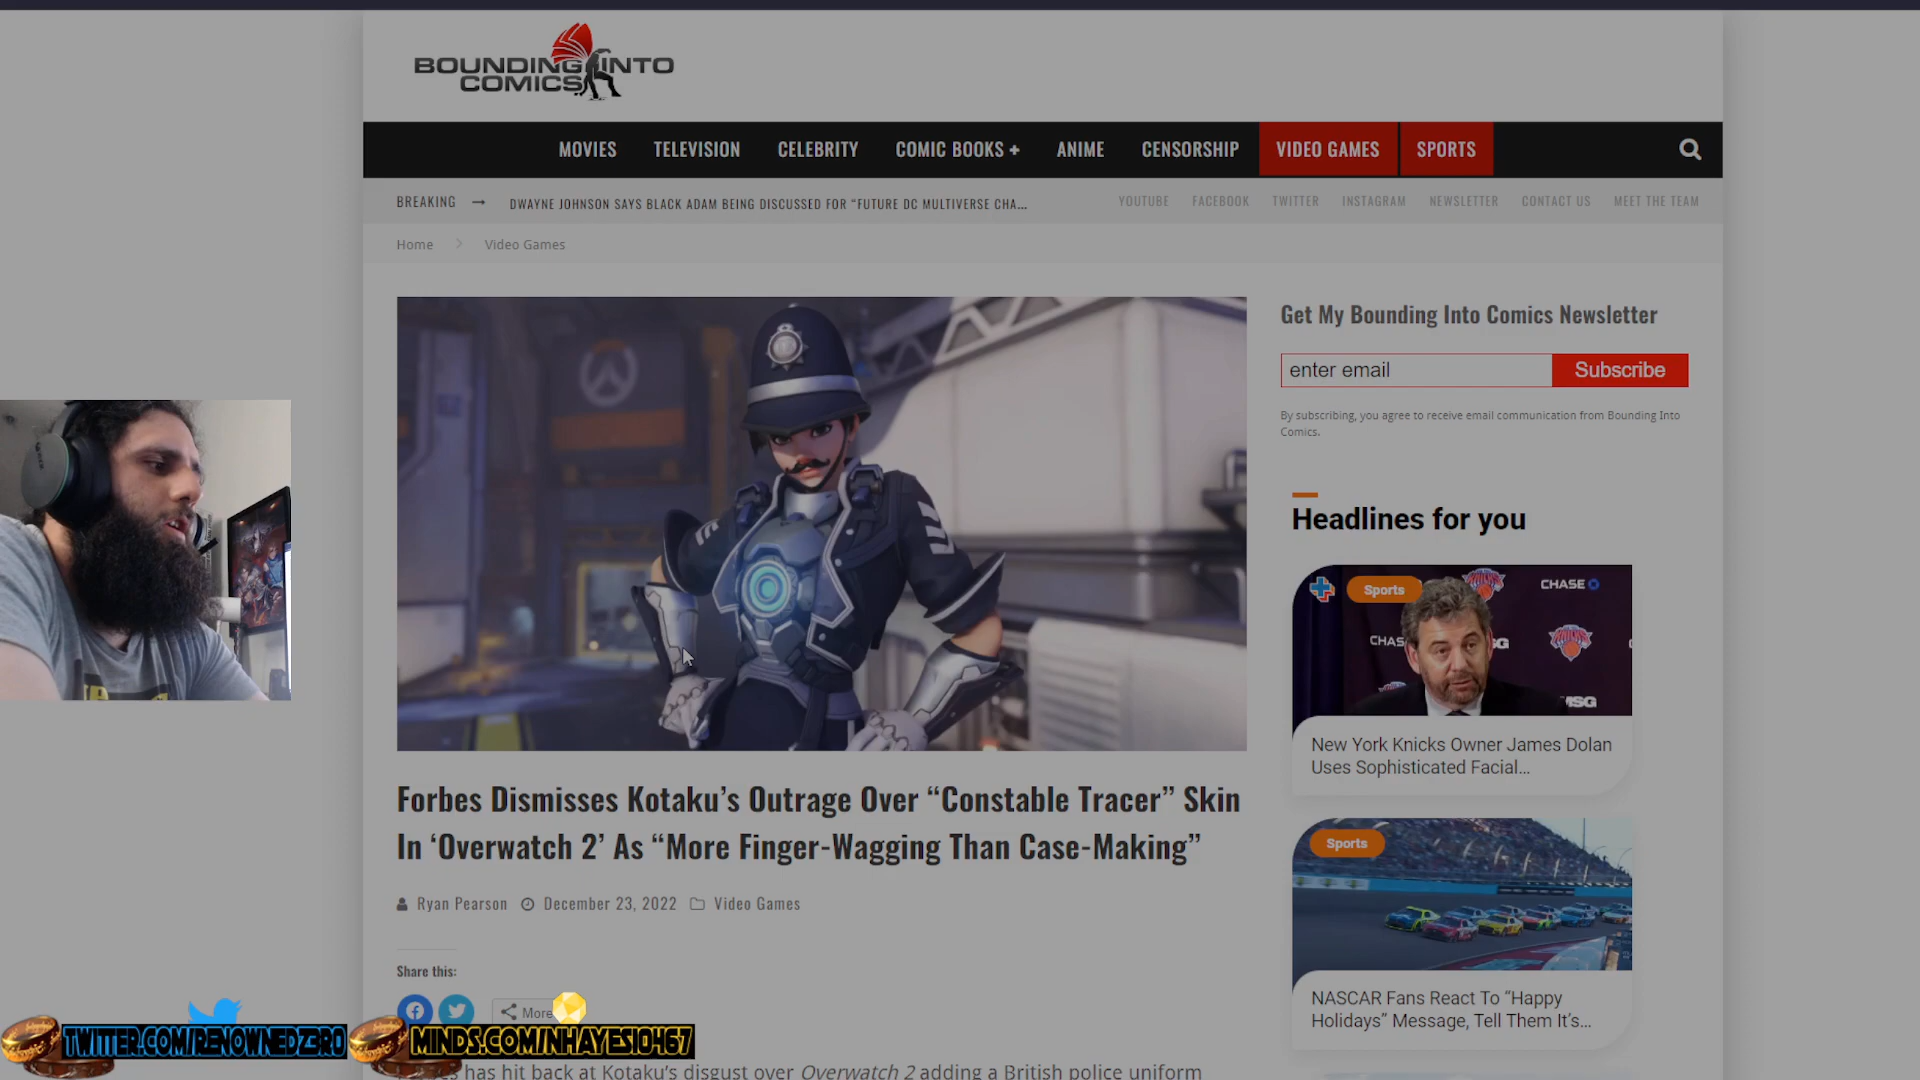 BOUNDING INTO
COMICS
MOVIES TELEVISION CELEBRITY COMIC BOOKS + ANIME CENSORSHIP VIDEO GAMES SPORTS
BREAKING → DWAYNE JOHNSON SAYS BLACK ADAM BEING DISCUSSED FOR “FUTURE DC MULTIVERSE CHA...
YOUTUBE FACEBOOK TWITTER INSTAGRAM NEWSLETTER CONTACT US MEET THE TEAM
Home > Video Games
Forbes Dismisses Kotaku’s Outrage Over “Constable Tracer” Skin
In ‘Overwatch 2’ As “More Finger-Wagging Than Case-Making”
Ryan Pearson December 23, 2022 Video Games
Share this:
More
has hit back at Kotaku’s disgust over Overwatch 2 adding a British police uniform
Get My Bounding Into Comics Newsletter
enter email Subscribe
By subscribing, you agree to receive email communication from Bounding Into
Comics.
Headlines for you
Sports
CHASE
MSG
New York Knicks Owner James Dolan
Uses Sophisticated Facial...
Sports
NASCAR Fans React To “Happy
Holidays” Message, Tell Them It’s...
TWITTER.COM/RENOWNEDZ3R0
MINDS.COM/NHAYES10467